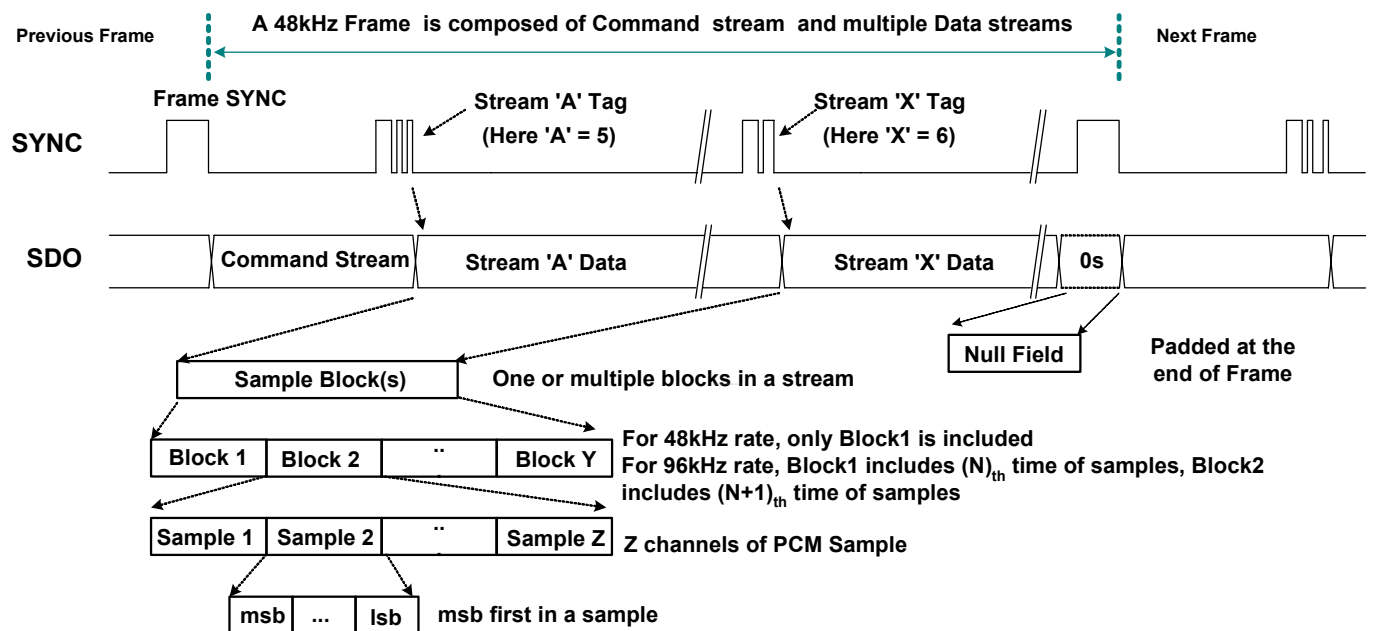 A 48kHz Frame is composed of Command stream and multiple Data streams
Previous Frame
Next Frame
Frame SYNC
Stream 'A' Tag
(Here 'A' = 5)
Stream 'X' Tag
(Here 'X' = 6)
SYNC
SDO
Command Stream
Stream 'A' Data
Stream 'X' Data
0s
Null Field
Padded at the
end of Frame
Sample Block(s)
One or multiple blocks in a stream
Block 1
Block 2
..
.
Block Y
For 48kHz rate, only Block1 is included
For 96kHz rate, Block1 includes (N)th time of samples, Block2
includes (N+1)th time of samples
Sample 1
Sample 2
..
.
Sample Z
Z channels of PCM Sample
msb
...
lsb
msb first in a sample